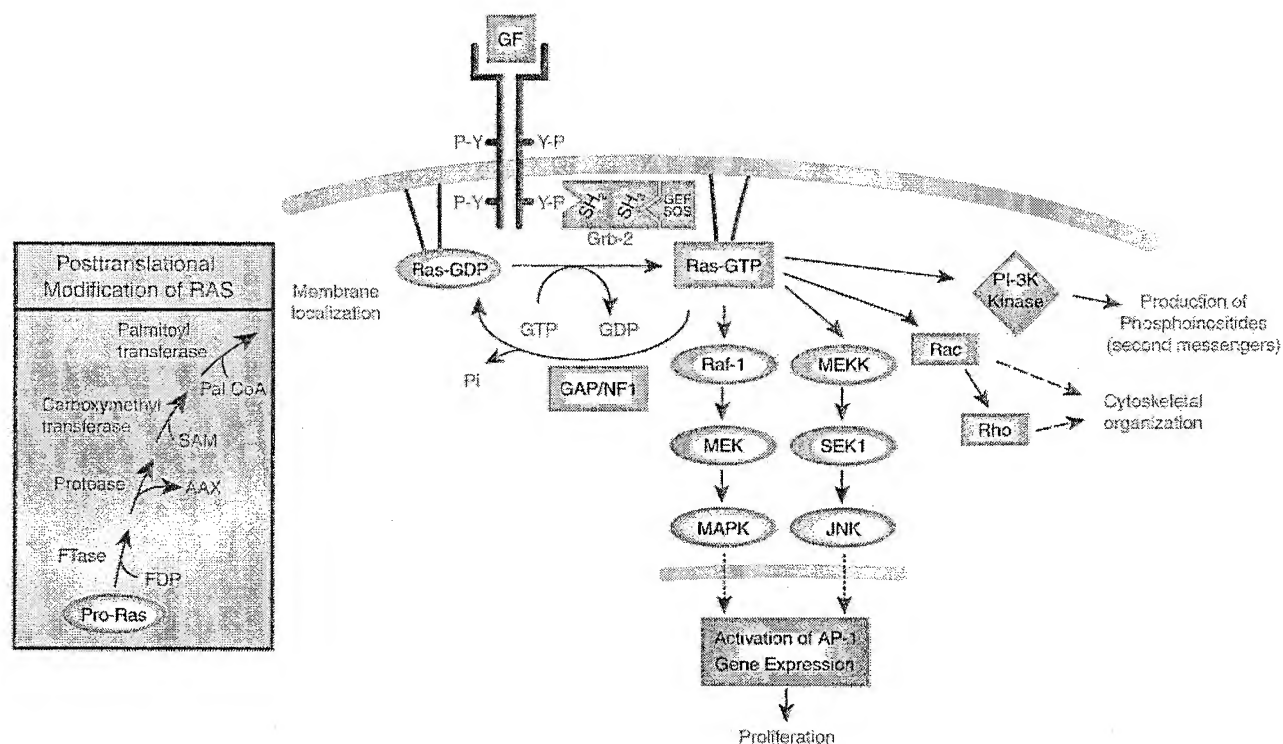 GF
P-Y
Y-P
P-Y
Y-P
SH2
SH3
GEF
SOS
Grb-2
Ras-GDP
Ras-GTP
Membrane
localization
GTP
GDP
Pi
GAP/NF1
PI-3K
Kinase
Production of
Phosphoinositides
(second messengers)
Rac
Rho
Cytoskeletal
organization
Raf-1
MEKK
MEK
SEK1
MAPK
JNK
Activation of AP-1
Gene Expression
Proliferation
Posttranslational
Modification of RAS
Palmitoyl
transferase
Pal CoA
Carboxymethyl
transferase
SAM
Protease
AAX
FTase
FDP
Pro-Ras